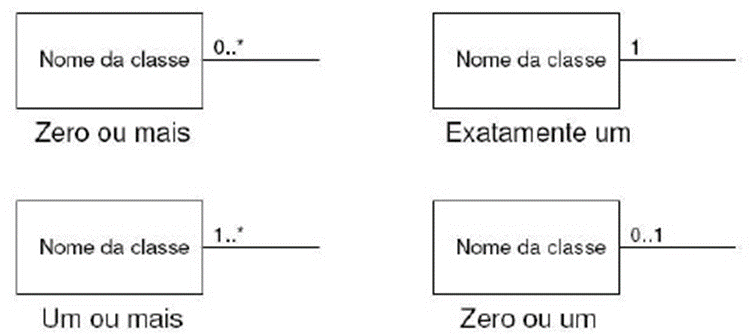 Nome da classe 0..*
Zero ou mais
Nome da classe 1
Exatamente um
Nome da classe 1..*
Um ou mais
Nome da classe 0..1
Zero ou um